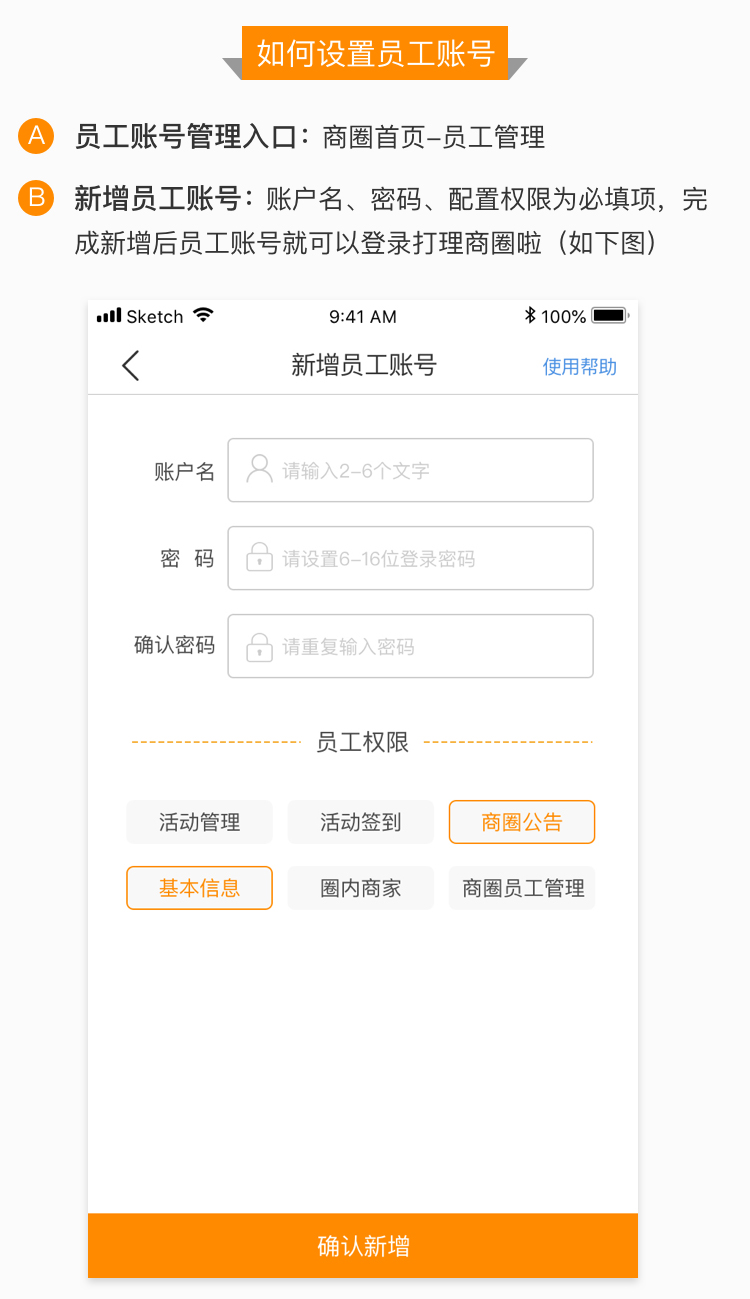 如何设置员工账号
A 员工账号管理入口：商圈首页–员工管理
B 新增员工账号：账户名、密码、配置权限为必填项，完
成新增后员工账号就可以登录打理商圈啦（如下图）
Sketch 9:41 AM 100%
新增员工账号 使用帮助
账户名 请输入2–6个文字
密 码 请设置6–16位登录密码
确认密码 请重复输入密码
员工权限
活动管理 活动签到 商圈公告
基本信息 圈内商家 商圈员工管理
确认新增